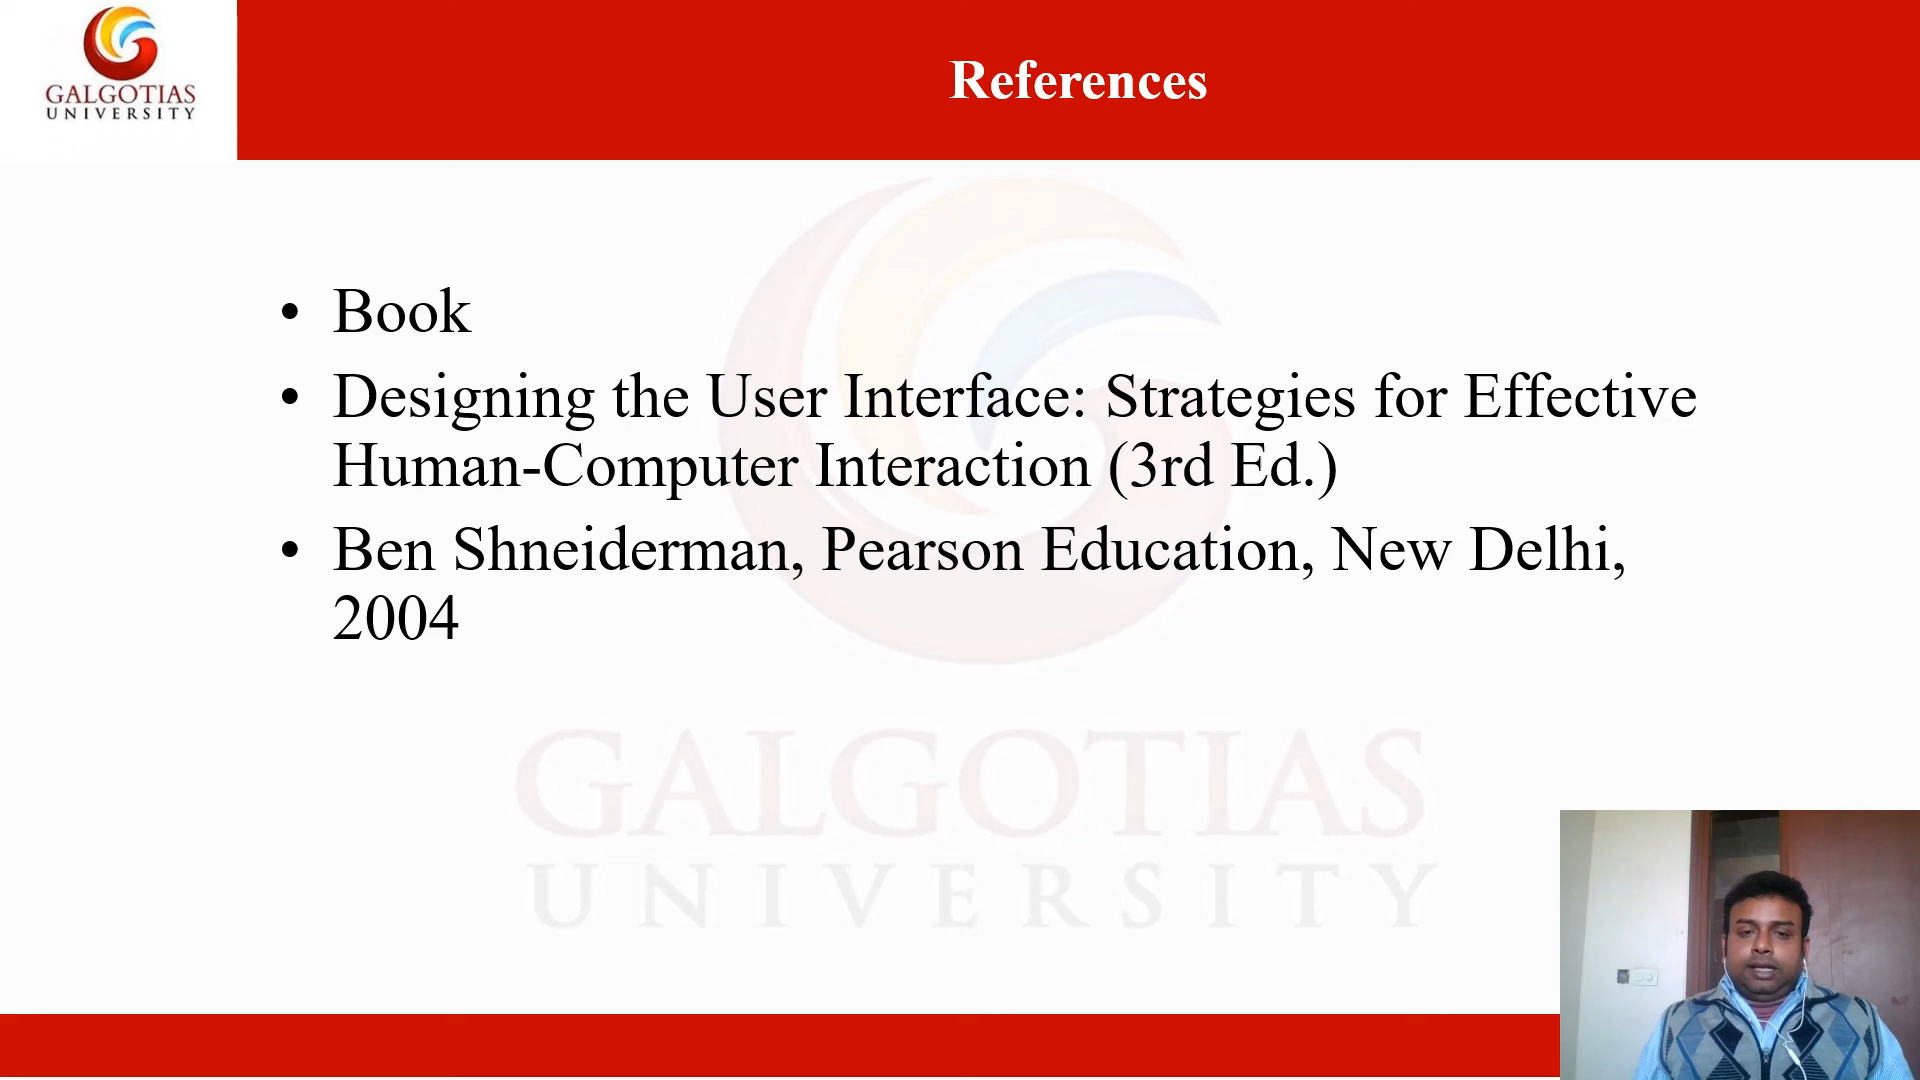 GALGOTIAS
UNIVERSITY
References
• Book
• Designing the User Interface: Strategies for Effective
Human-Computer Interaction (3rd Ed.)
• Ben Shneiderman, Pearson Education, New Delhi,
2004
GALGOTIAS
UNIVERSITY